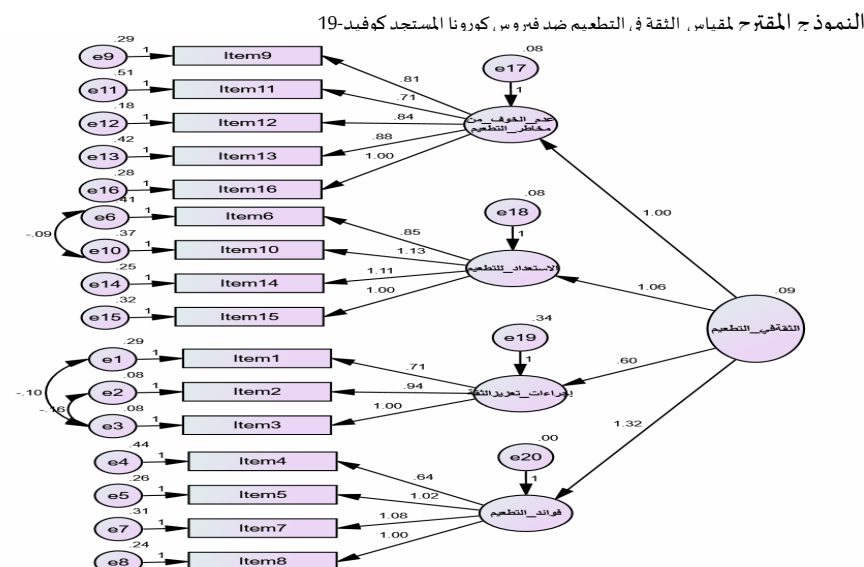 النموذج المقترح لمقياس الثقة في التطعيم ضد فيروس كورونا المستجد كوفيد-19
.29
e9 1 Item9
.51
e11 1 Item11
.18
e12 1 Item12
.42
e13 1 Item13
.28
e16 1 Item16
.81
.71
.84
.88
1.00
.08
e17
1
عدم_الخوف_من_
مخاطر_التطعيم
.41
e6 1 Item6
.37
e10 1 Item10
.25
e14 1 Item14
.32
e15 1 Item15
-.09
.85
1.13
1.11
1.00
.08
e18
1
الاستعداد_للتطعيم
.29
e1 1 Item1
.08
e2 1 Item2
.08
e3 1 Item3
-.10
-.16
.71
.94
1.00
.34
e19
1
إجراءات_تعزيزالثقة
.44
e4 1 Item4
.26
e5 1 Item5
.31
e7 1 Item7
.24
e8 1 Item8
.64
1.02
1.08
1.00
.00
e20
1
فوائد_التطعيم
1.00
1.06
.60
1.32
.09
الثقةفي_التطعيم